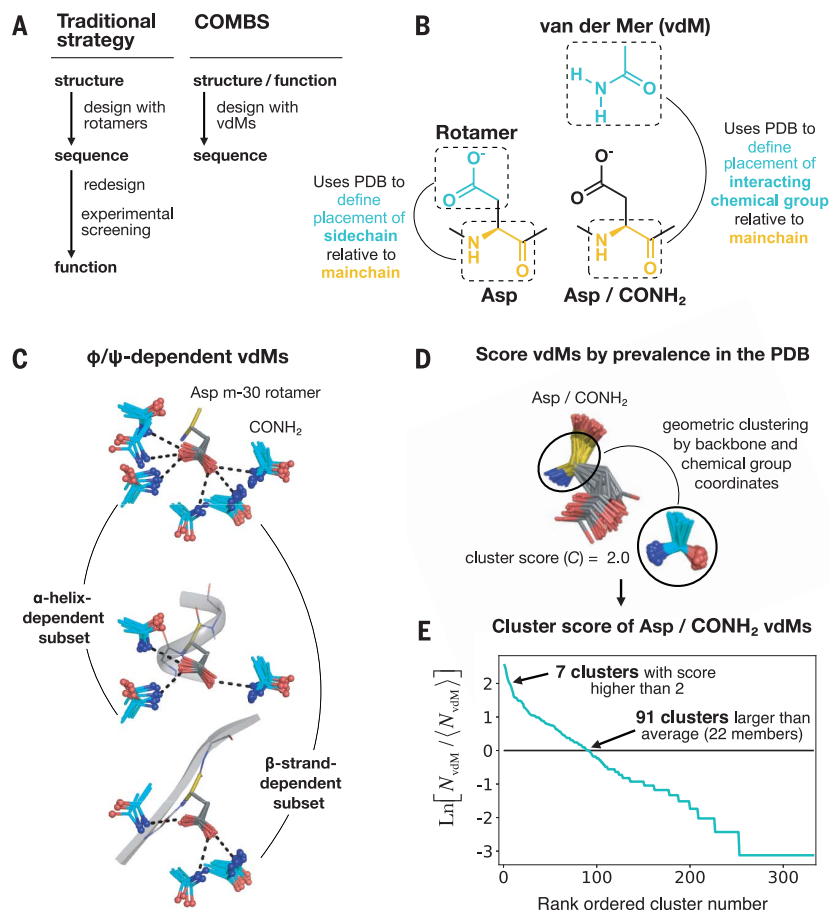 A
Traditional
strategy
COMBS
structure
design with
rotamers
sequence
redesign
experimental
screening
function
structure / function
design with
vdMs
sequence
B
van der Mer (vdM)
H
N
H
O
Rotamer
O-
O
N
H
O
Asp
Uses PDB to
define
placement of
sidechain
relative to
mainchain
O-
O
N
H
O
Asp / CONH₂
Uses PDB to
define
placement of
interacting
chemical group
relative to
mainchain
C
ϕ/ψ-dependent vdMs
Asp m-30 rotamer
CONH₂
α-helix-
dependent
subset
β-strand-
dependent
subset
D
Score vdMs by prevalence in the PDB
Asp / CONH₂
geometric clustering
by backbone and
chemical group
coordinates
cluster score (C) = 2.0
E
Cluster score of Asp / CONH₂ vdMs
7 clusters with score
higher than 2
91 clusters larger than
average (22 members)
Ln[N_vdM / ⟨N_vdM⟩]
2
1
0
-1
-2
-3
0
100
200
300
Rank ordered cluster number